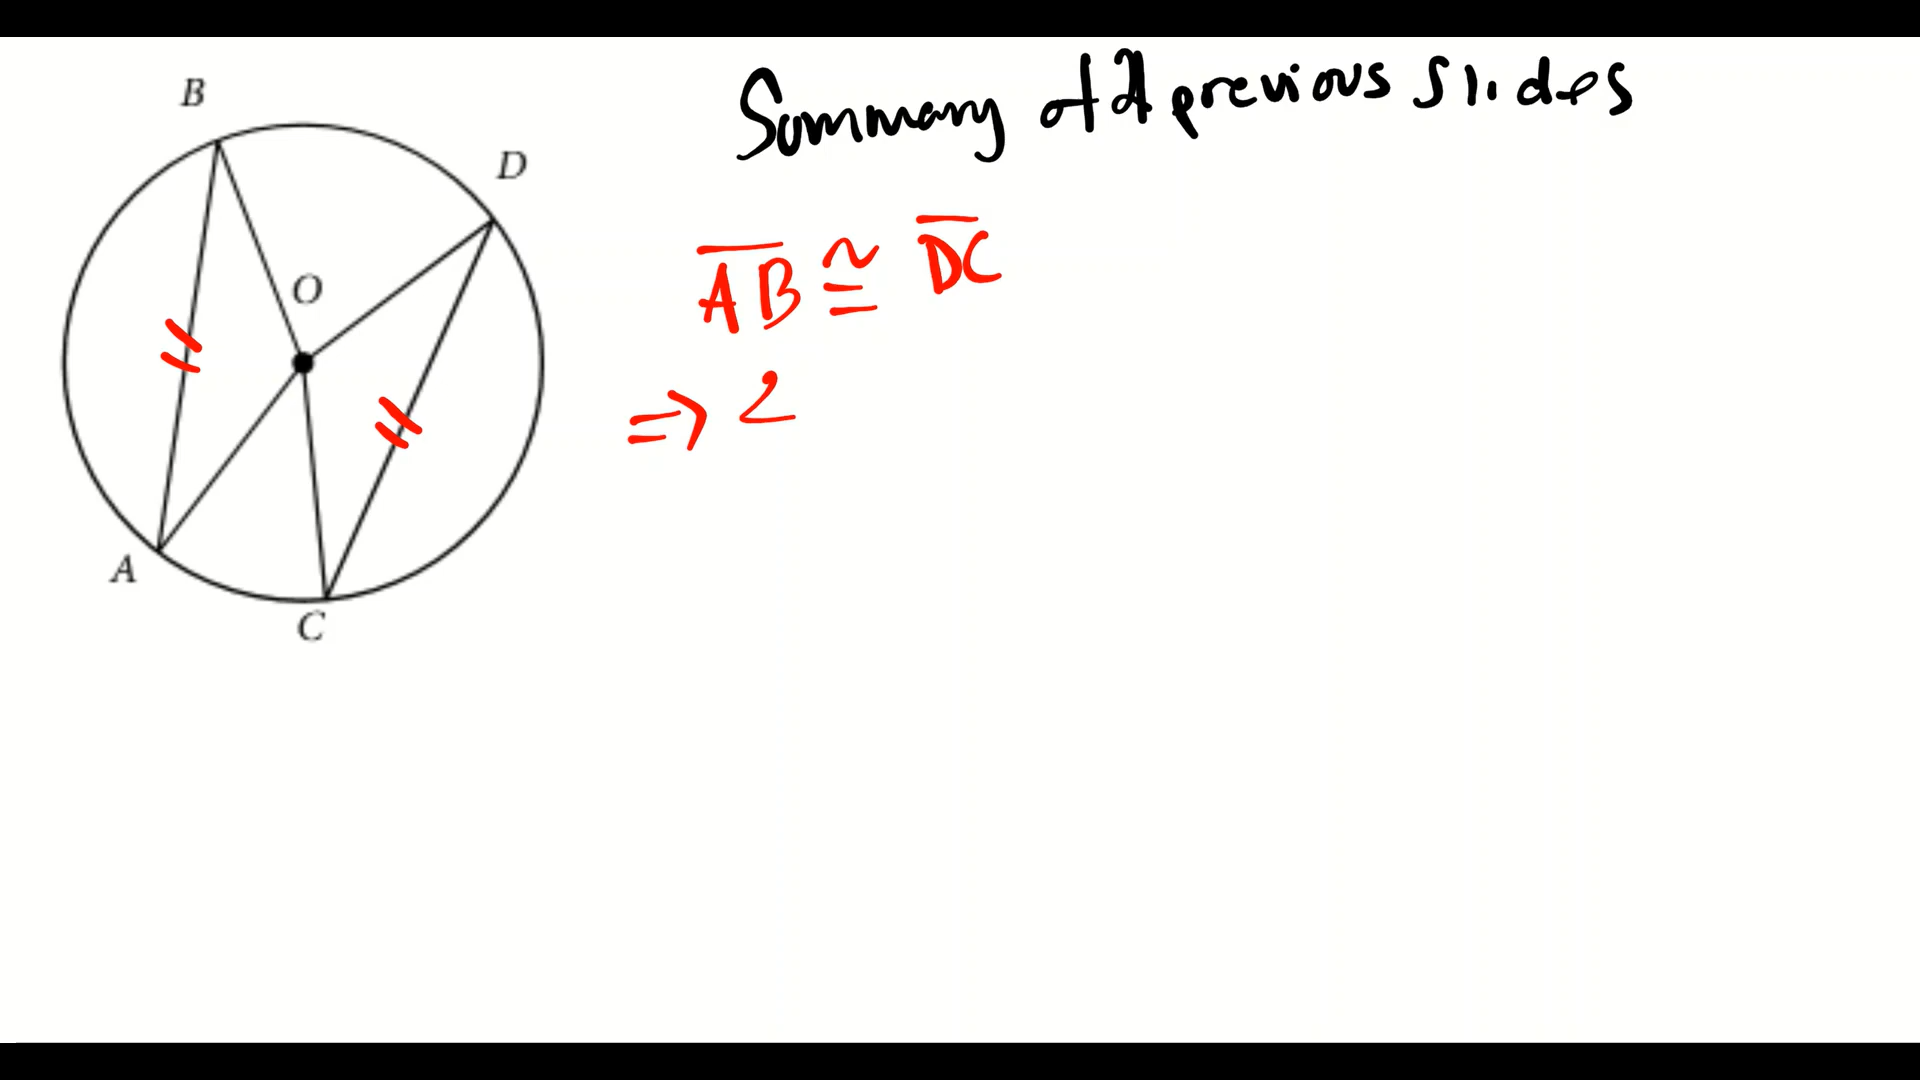 Summary of 2 previous slides
B
D
O
A
C
AB ≅ DC
⇒ ∠